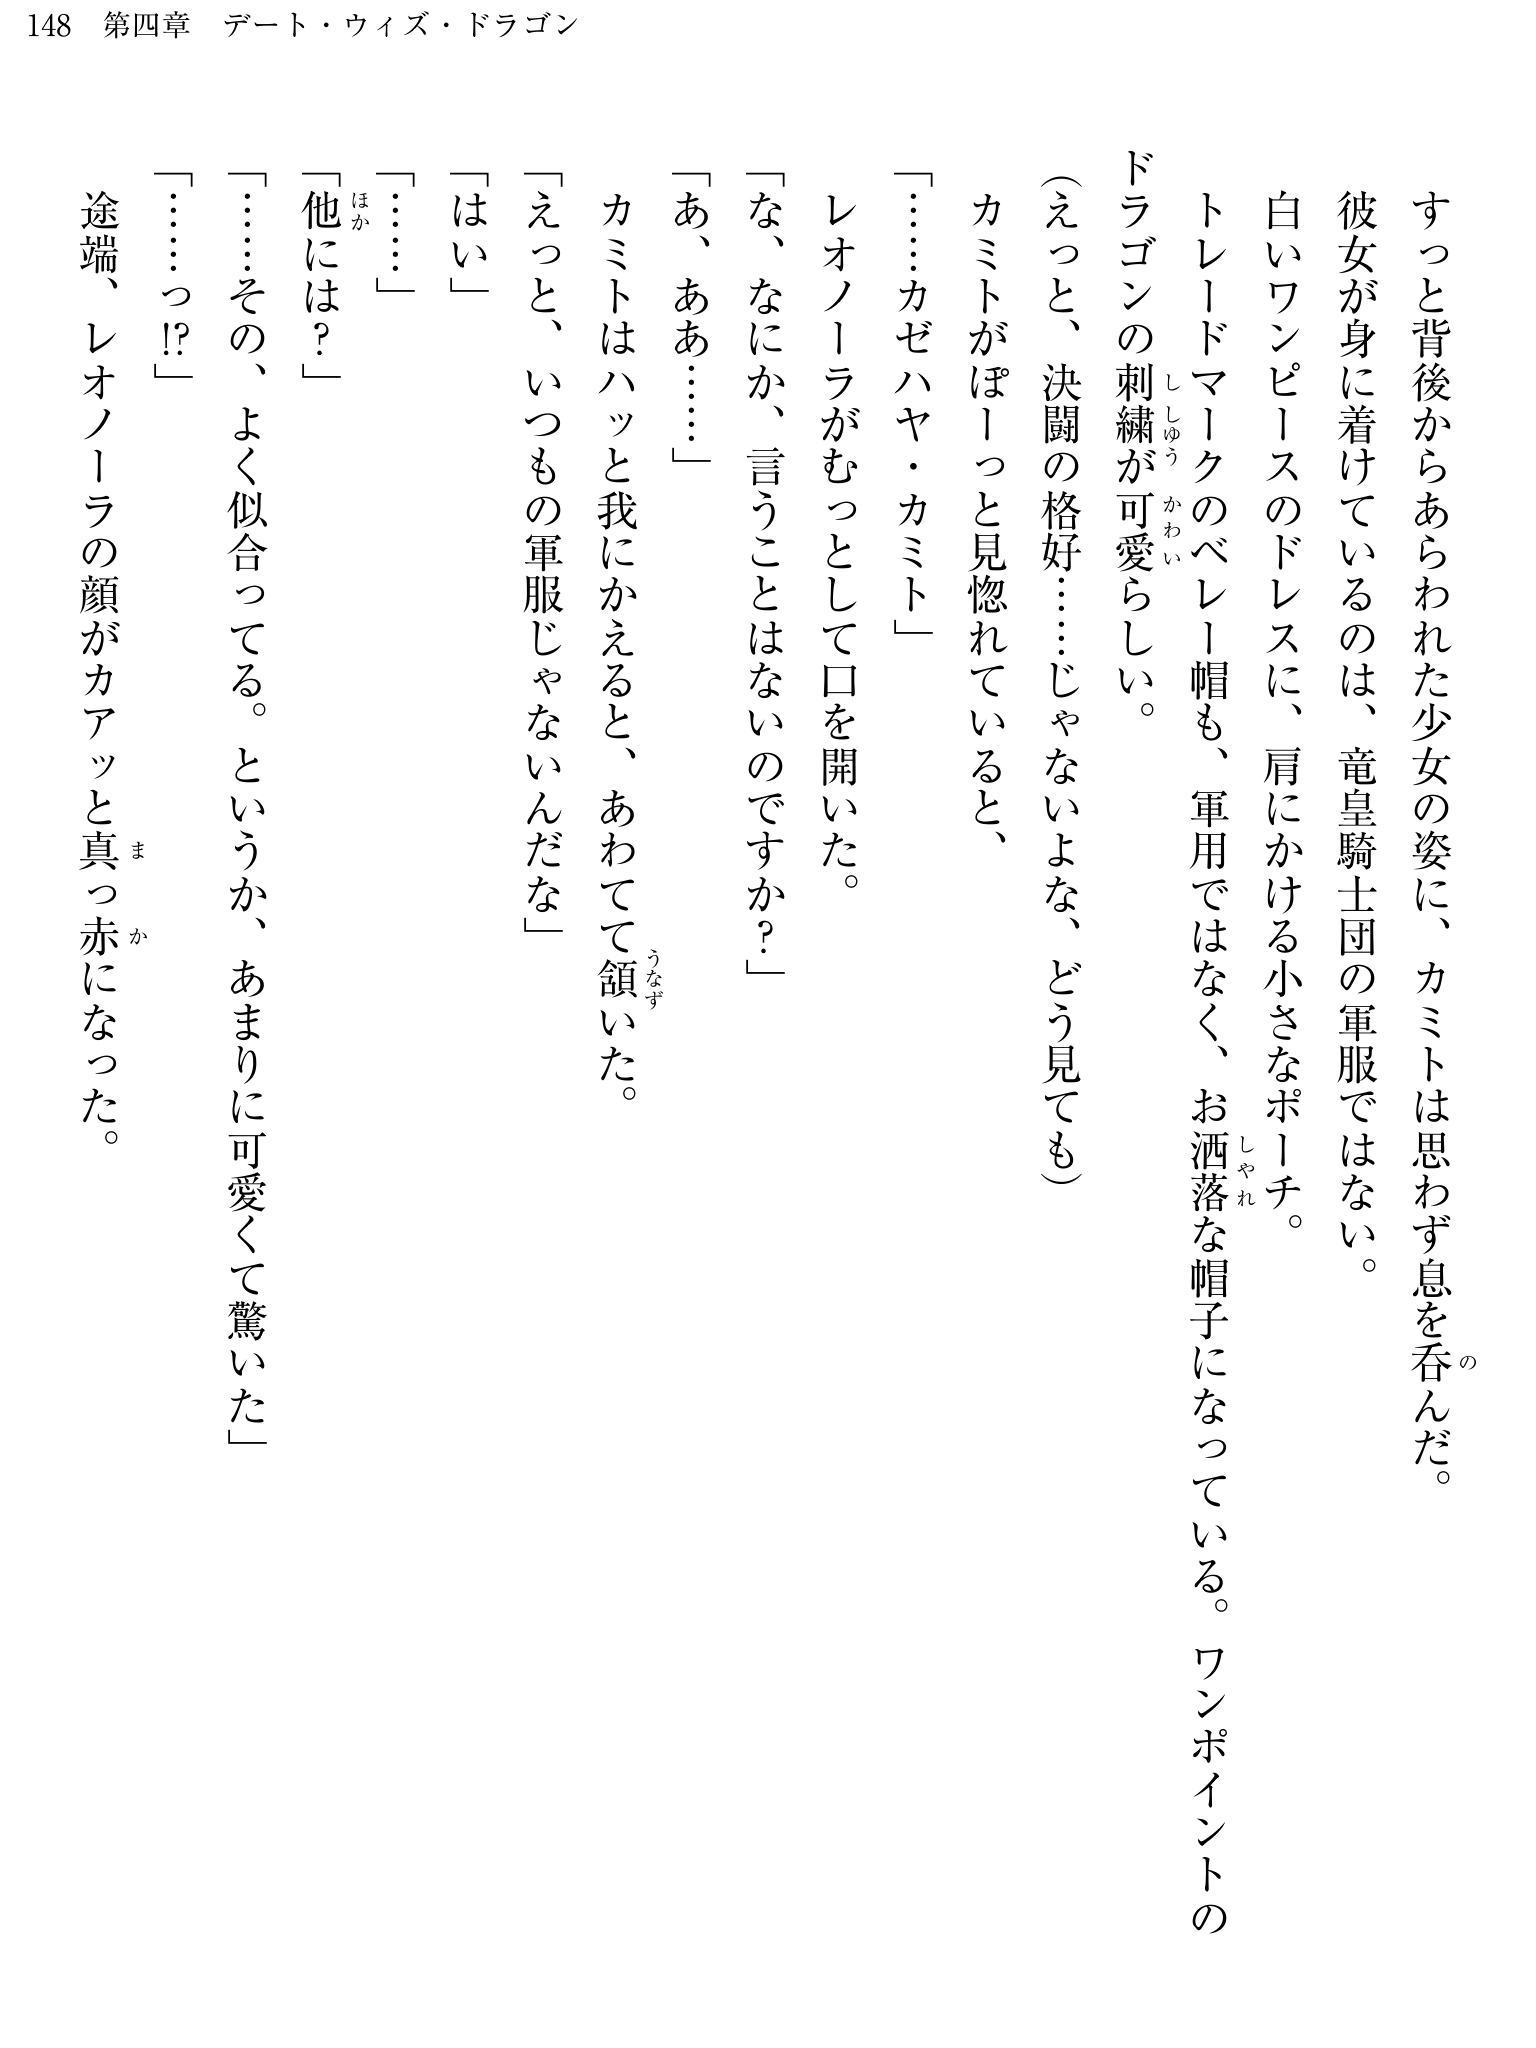 148　第四章　デート・ウィズ・ドラゴン
すっと背後からあらわれた少女の姿に、カミトは思わず息を呑んだ。
彼女が身に着けているのは、竜皇騎士団の軍服ではない。
白いワンピースのドレスに、肩にかける小さなポーチ。
トレードマークのベレー帽も、軍用ではなく、お洒落な帽子になっている。ワンポイントの
ドラゴンの刺繍が可愛らしい。
（えっと、決闘の格好……じゃないよな、どう見ても）
カミトがぽーっと見惚れていると、
「……カゼハヤ・カミト」
レオノーラがむっとして口を開いた。
「な、なにか、言うことはないのですか？」
「あ、ああ……」
カミトはハッと我にかえると、あわてて頷いた。
「えっと、いつもの軍服じゃないんだな」
「はい」
「……」
「他には？」
「……その、よく似合ってる。というか、あまりに可愛くて驚いた」
「……っ!?」
途端、レオノーラの顔がカアッと真っ赤になった。